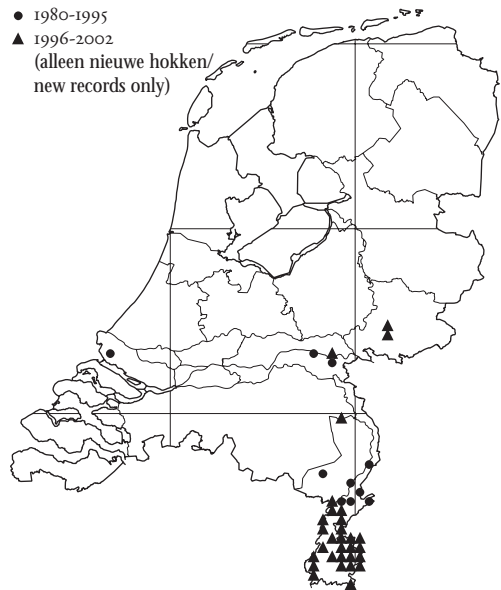 ● 1980-1995
▲ 1996-2002
(alleen nieuwe hokken/
new records only)